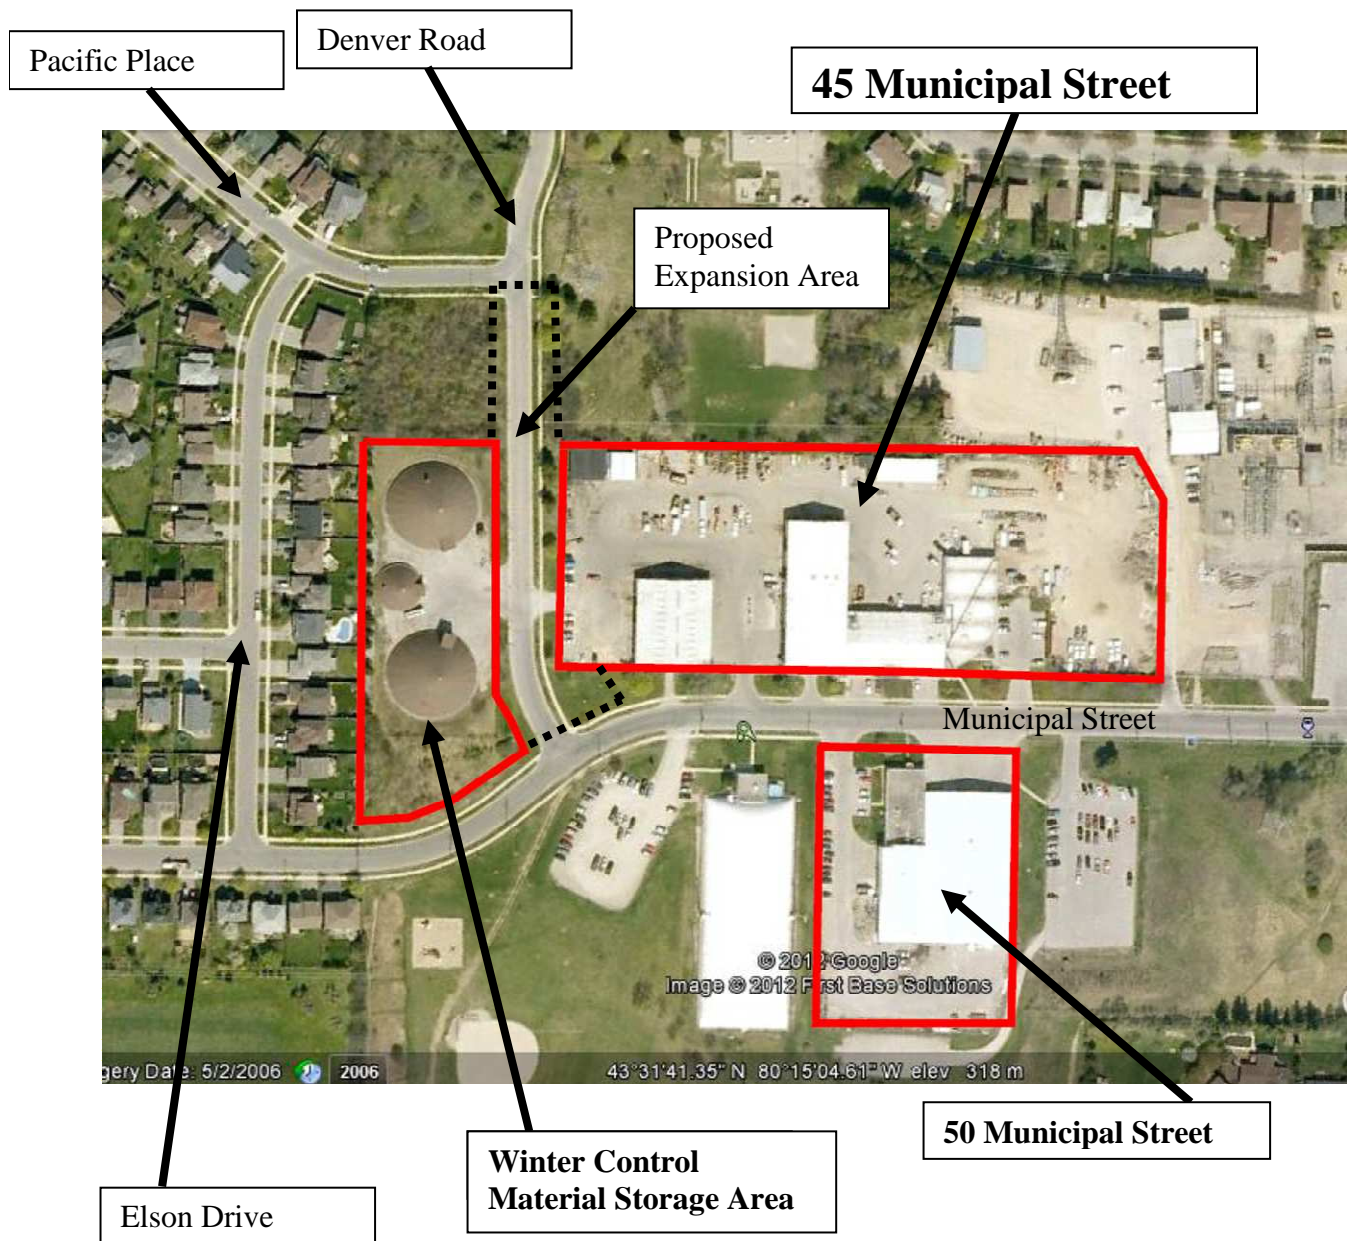 Denver Road
Pacific Place
45 Municipal Street
Proposed
Expansion Area
Municipal Street
© 2012 Google
Image © 2012 First Base Solutions
gery Date: 5/2/2006
2006
43°31'41.35" N 80°15'04.61" W elev 318 m
50 Municipal Street
Winter Control
Material Storage Area
Elson Drive